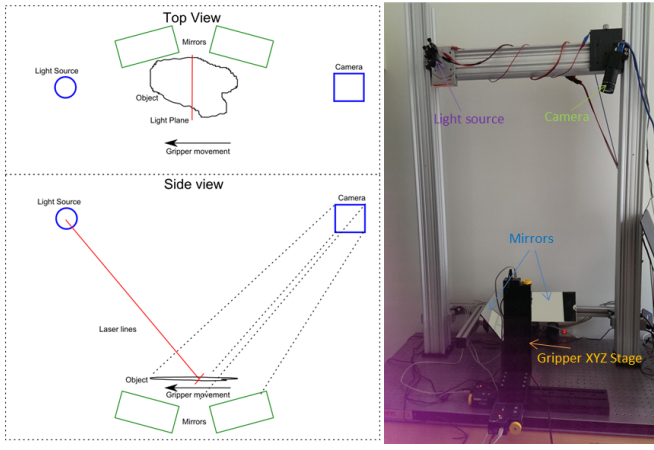 Top View
Mirrors
Light Source
Camera
Object
Light Plane
Gripper movement
Side view
Light Source
Camera
Laser lines
Object
Gripper movement
Mirrors
Light source
Camera
Mirrors
Gripper XYZ Stage